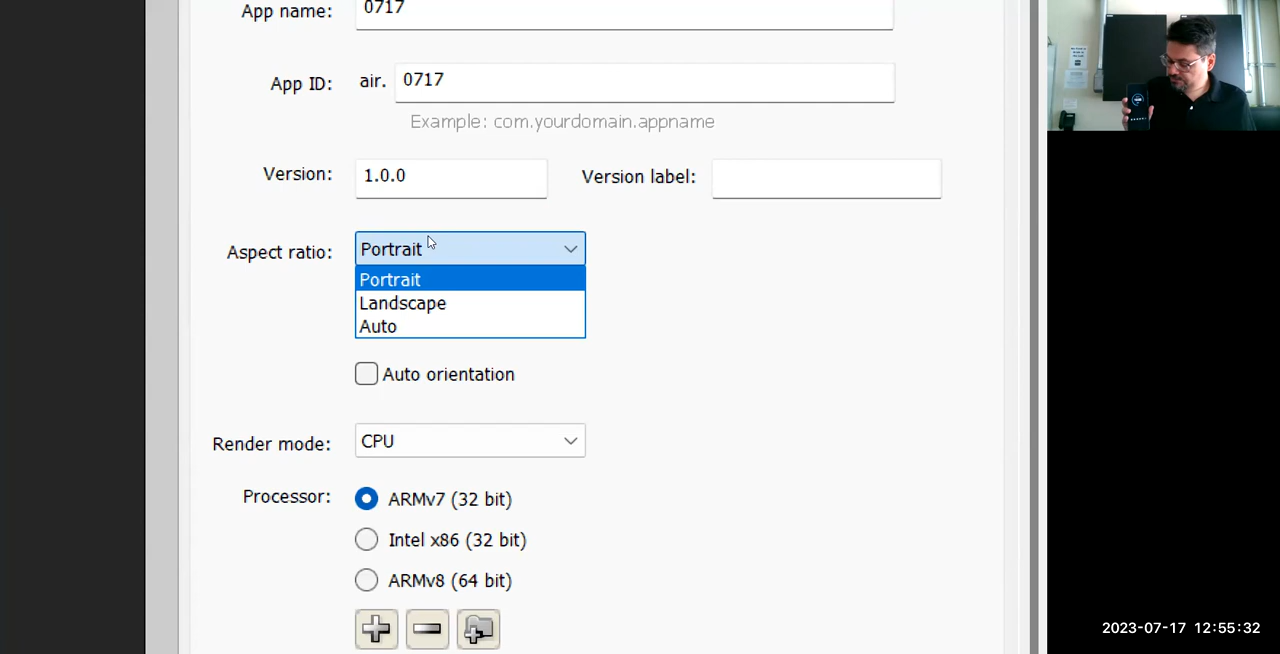 App name: 0717
App ID: air. 0717
Example: com.yourdomain.appname
Version: 1.0.0 Version label:
Aspect ratio: Portrait
Portrait
Landscape
Auto
Auto orientation
Render mode: CPU
Processor: ARMv7 (32 bit)
Intel x86 (32 bit)
ARMv8 (64 bit)
2023-07-17 12:55:32